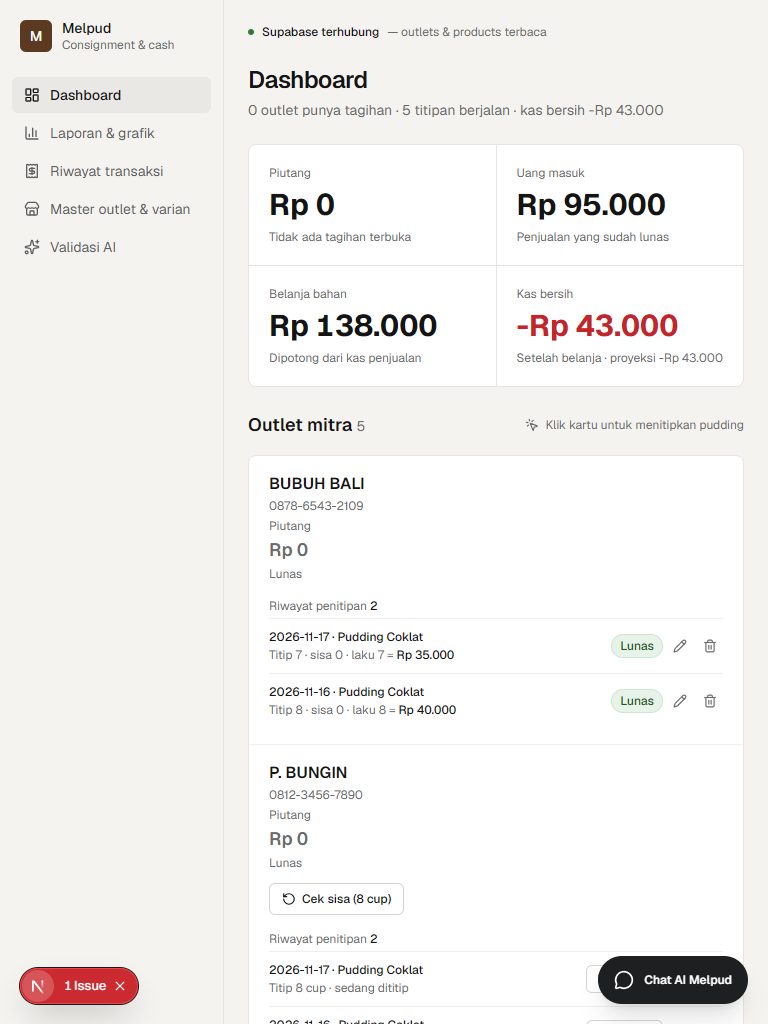 M
Melpud
Consignment & cash
Dashboard
Laporan & grafik
Riwayat transaksi
Master outlet & varian
Validasi AI
Supabase terhubung — outlets & products terbaca
Dashboard
0 outlet punya tagihan · 5 titipan berjalan · kas bersih -Rp 43.000
Piutang
Rp 0
Tidak ada tagihan terbuka
Uang masuk
Rp 95.000
Penjualan yang sudah lunas
Belanja bahan
Rp 138.000
Dipotong dari kas penjualan
Kas bersih
-Rp 43.000
Setelah belanja · proyeksi -Rp 43.000
Outlet mitra 5
Klik kartu untuk menitipkan pudding
BUBUH BALI
0878-6543-2109
Piutang
Rp 0
Lunas
Riwayat penitipan 2
2026-11-17 · Pudding Coklat
Titip 7 · sisa 0 · laku 7 = Rp 35.000
Lunas
2026-11-16 · Pudding Coklat
Titip 8 · sisa 0 · laku 8 = Rp 40.000
Lunas
P. BUNGIN
0812-3456-7890
Piutang
Rp 0
Lunas
Cek sisa (8 cup)
Riwayat penitipan 2
2026-11-17 · Pudding Coklat
Titip 8 cup · sedang dititip
Chat AI Melpud
N
1 Issue